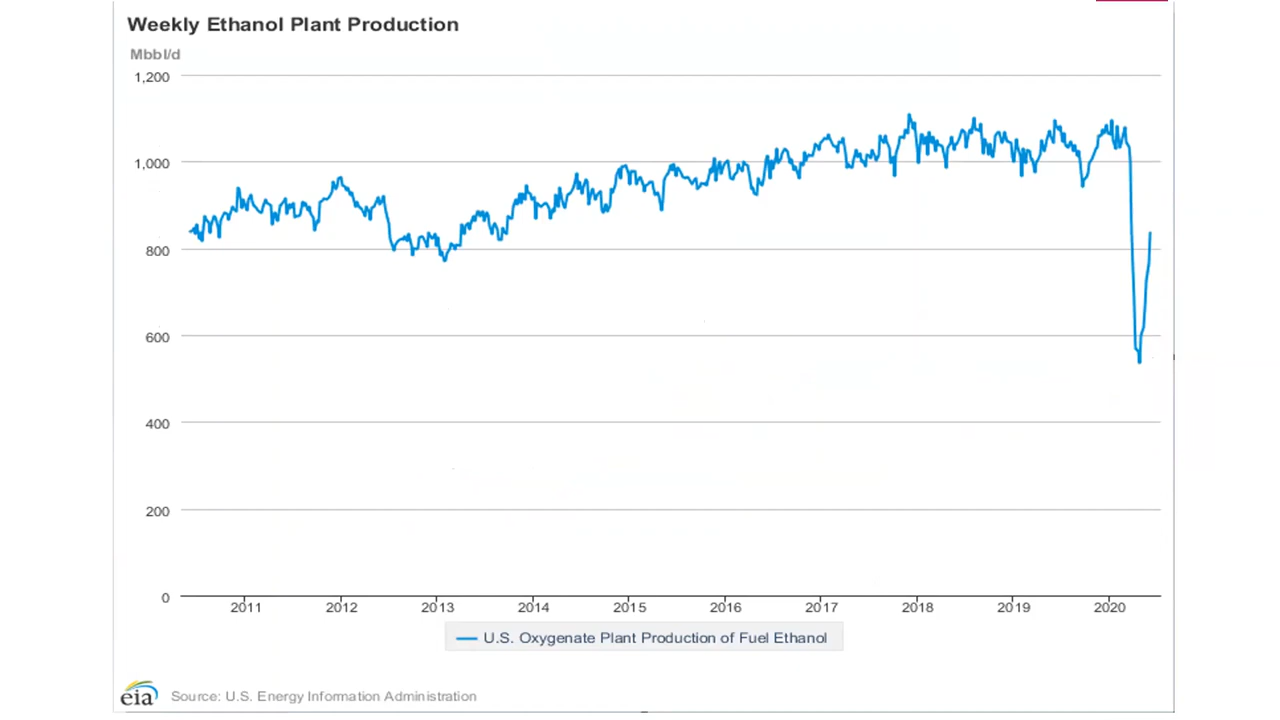 Weekly Ethanol Plant Production
Mbbl/d
1,200
1,000
800
600
400
200
0
2011 2012 2013 2014 2015 2016 2017 2018 2019 2020
U.S. Oxygenate Plant Production of Fuel Ethanol
eia Source: U.S. Energy Information Administration